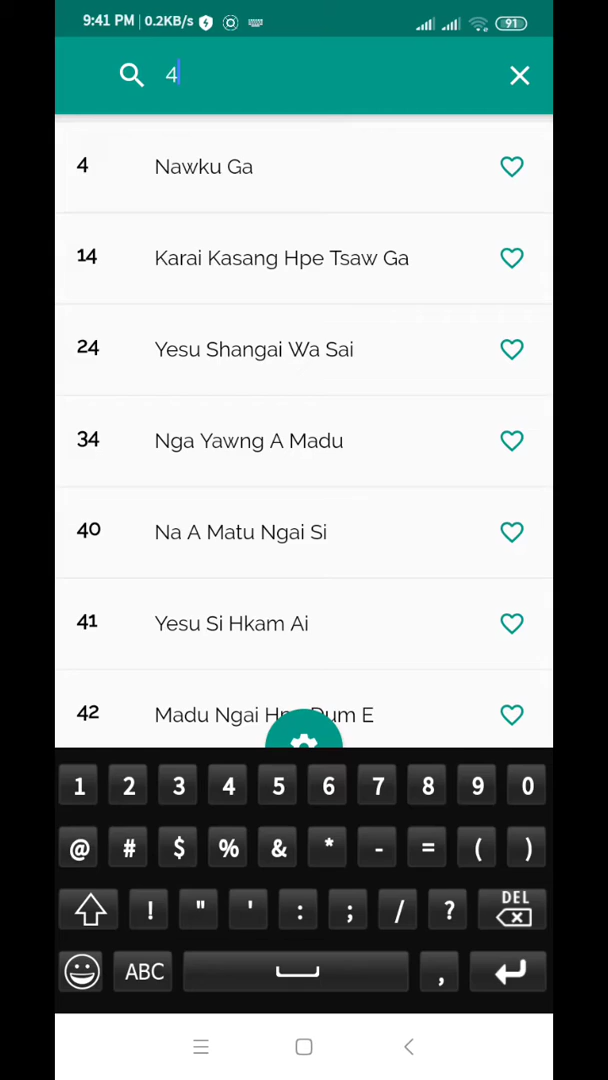 9:41 PM | 0.2KB/s 91
4
4 Nawku Ga
14 Karai Kasang Hpe Tsaw Ga
24 Yesu Shangai Wa Sai
34 Nga Yawng A Madu
40 Na A Matu Ngai Si
41 Yesu Si Hkam Ai
42 Madu Ngai Hpe Dum E
1 2 3 4 5 6 7 8 9 0
@ # $ % & * - = ( )
! " ' : ; / ? DEL
ABC ,